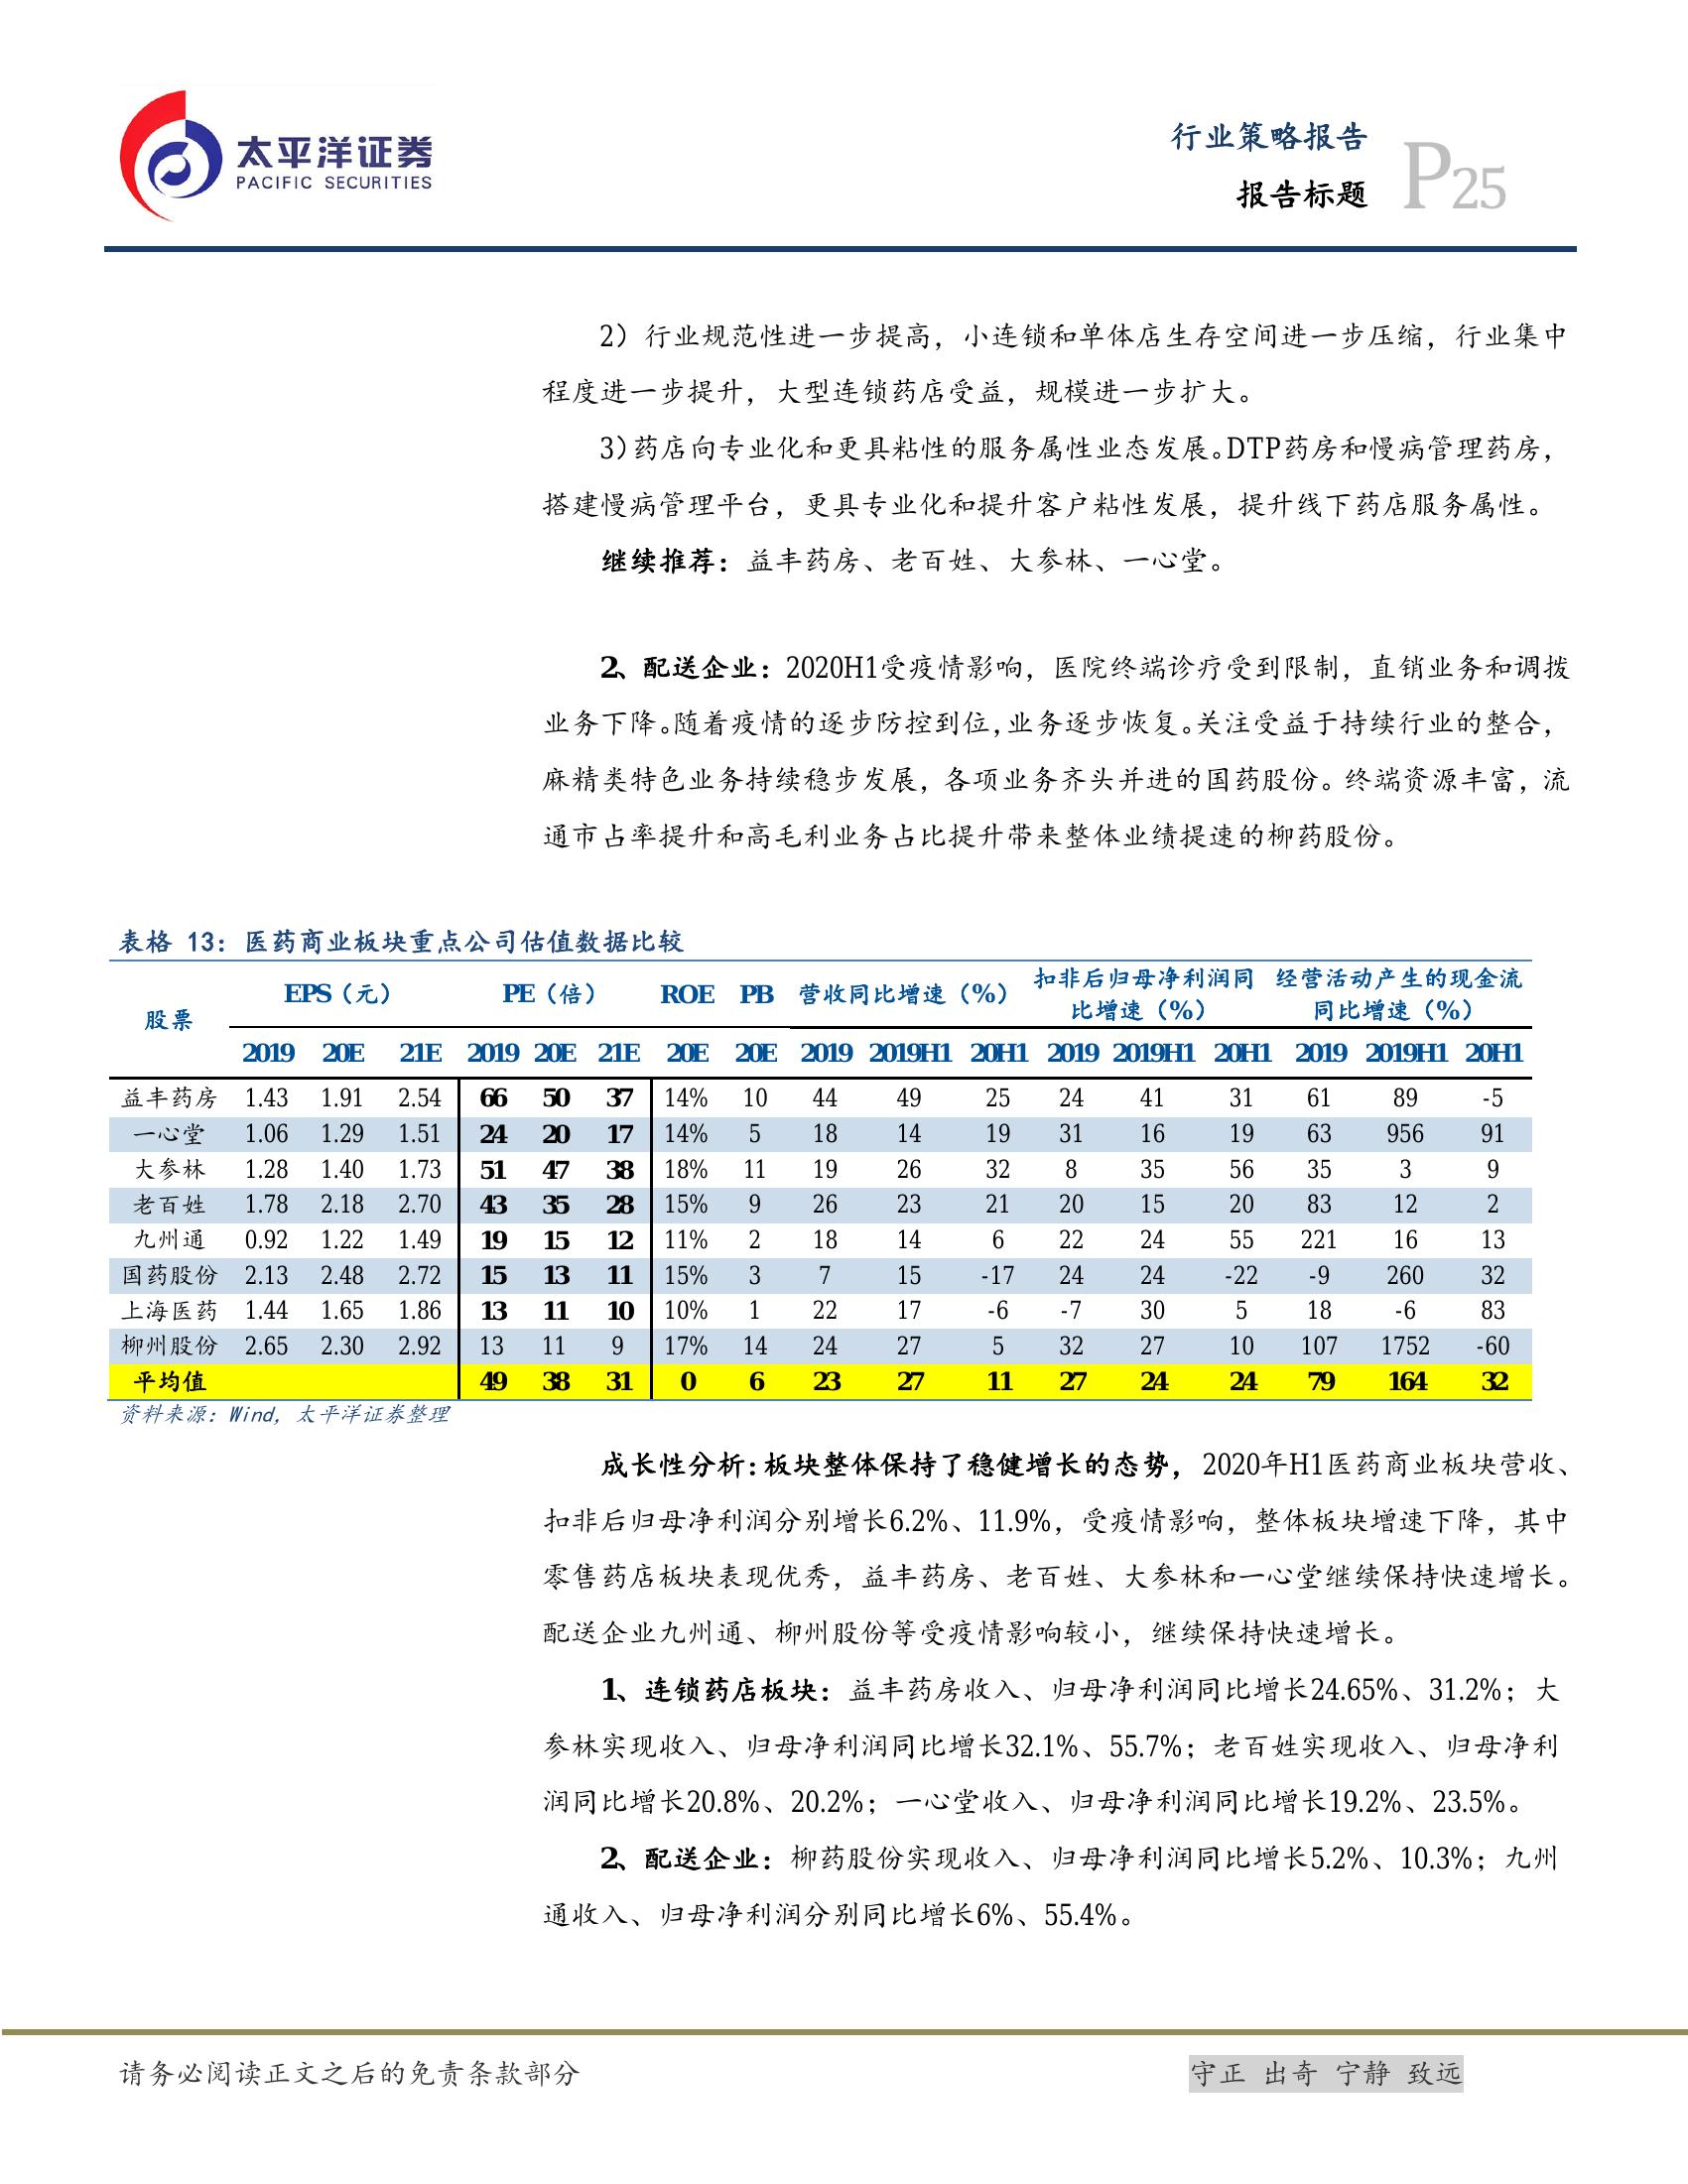 太平洋证券
PACIFIC SECURITIES
行业策略报告
报告标题
P25
2）行业规范性进一步提高，小连锁和单体店生存空间进一步压缩，行业集中
程度进一步提升，大型连锁药店受益，规模进一步扩大。
3）药店向专业化和更具粘性的服务属性业态发展。DTP药房和慢病管理药房，
搭建慢病管理平台，更具专业化和提升客户粘性发展，提升线下药店服务属性。
继续推荐：益丰药房、老百姓、大参林、一心堂。
2、配送企业：2020H1受疫情影响，医院终端诊疗受到限制，直销业务和调拨
业务下降。随着疫情的逐步防控到位，业务逐步恢复。关注受益于持续行业的整合，
麻精类特色业务持续稳步发展，各项业务齐头并进的国药股份。终端资源丰富，流
通市占率提升和高毛利业务占比提升带来整体业绩提速的柳药股份。
表格 13：医药商业板块重点公司估值数据比较
股票 EPS（元） PE（倍） ROE PB 营收同比增速（%） 扣非后归母净利润同比增速（%） 经营活动产生的现金流同比增速（%）
2019 20E 21E 2019 20E 21E 20E 20E 2019 2019H1 20H1 2019 2019H1 20H1 2019 2019H1 20H1
益丰药房 1.43 1.91 2.54 66 50 37 14% 10 44 49 25 24 41 31 61 89 -5
一心堂 1.06 1.29 1.51 24 20 17 14% 5 18 14 19 31 16 19 63 956 91
大参林 1.28 1.40 1.73 51 47 38 18% 11 19 26 32 8 35 56 35 3 9
老百姓 1.78 2.18 2.70 43 35 28 15% 9 26 23 21 20 15 20 83 12 2
九州通 0.92 1.22 1.49 19 15 12 11% 2 18 14 6 22 24 55 221 16 13
国药股份 2.13 2.48 2.72 15 13 11 15% 3 7 15 -17 24 24 -22 -9 260 32
上海医药 1.44 1.65 1.86 13 11 10 10% 1 22 17 -6 -7 30 5 18 -6 83
柳州股份 2.65 2.30 2.92 13 11 9 17% 14 24 27 5 32 27 10 107 1752 -60
平均值 49 38 31 0 6 23 27 11 27 24 24 79 164 32
资料来源：Wind，太平洋证券整理
成长性分析：板块整体保持了稳健增长的态势，2020年H1医药商业板块营收、
扣非后归母净利润分别增长6.2%、11.9%，受疫情影响，整体板块增速下降，其中
零售药店板块表现优秀，益丰药房、老百姓、大参林和一心堂继续保持快速增长。
配送企业九州通、柳州股份等受疫情影响较小，继续保持快速增长。
1、连锁药店板块：益丰药房收入、归母净利润同比增长24.65%、31.2%；大
参林实现收入、归母净利润同比增长32.1%、55.7%；老百姓实现收入、归母净利
润同比增长20.8%、20.2%；一心堂收入、归母净利润同比增长19.2%、23.5%。
2、配送企业：柳药股份实现收入、归母净利润同比增长5.2%、10.3%；九州
通收入、归母净利润分别同比增长6%、55.4%。
请务必阅读正文之后的免责条款部分
守正 出奇 宁静 致远